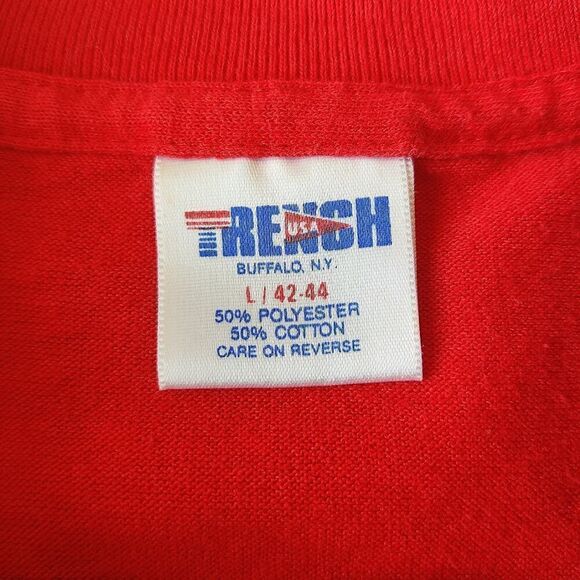 TRENCH
USA
BUFFALO, N.Y.
L / 42-44
50% POLYESTER
50% COTTON
CARE ON REVERSE